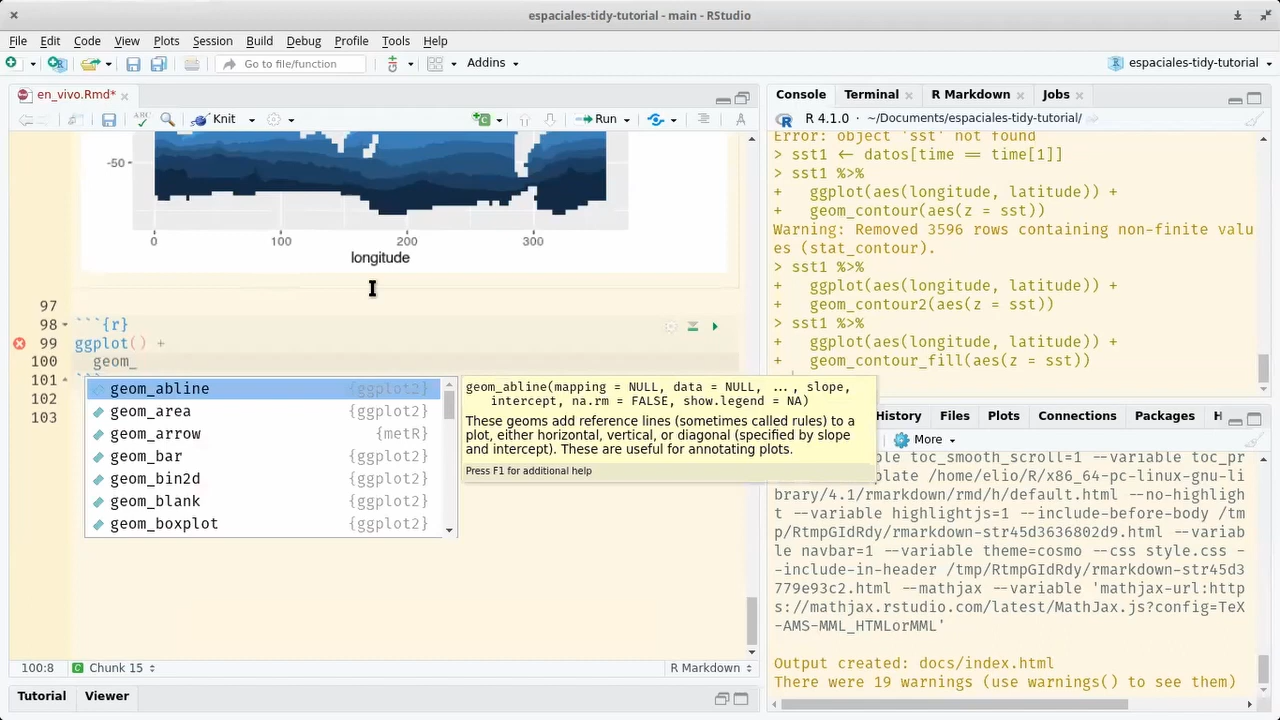 espaciales-tidy-tutorial - main - RStudio
File Edit Code View Plots Session Build Debug Profile Tools Help
Go to file/function
Addins
espaciales-tidy-tutorial
en_vivo.Rmd*
ABC
Knit
Run
-50
0 100 200 300
longitude
97
98 ```{r}
99 ggplot() +
100 geom_
101 ```
102
103
geom_abline {ggplot2}
geom_area {ggplot2}
geom_arrow {metR}
geom_bar {ggplot2}
geom_bin2d {ggplot2}
geom_blank {ggplot2}
geom_boxplot {ggplot2}
geom_abline(mapping = NULL, data = NULL, ..., slope,
intercept, na.rm = FALSE, show.legend = NA)
These geoms add reference lines (sometimes called rules) to a
plot, either horizontal, vertical, or diagonal (specified by slope
and intercept). These are useful for annotating plots.
Press F1 for additional help
100:8 Chunk 15 R Markdown
Tutorial Viewer
Console Terminal R Markdown Jobs
R 4.1.0 · ~/Documents/espaciales-tidy-tutorial/
Error: object 'sst' not found
> sst1 <- datos[time == time[1]]
> sst1 %>%
+ ggplot(aes(longitude, latitude)) +
+ geom_contour(aes(z = sst))
Warning: Removed 3596 rows containing non-finite valu
es (stat_contour).
> sst1 %>%
+ ggplot(aes(longitude, latitude)) +
+ geom_contour2(aes(z = sst))
> sst1 %>%
+ ggplot(aes(longitude, latitude)) +
+ geom_contour_fill(aes(z = sst))
History Files Plots Connections Packages H
More
toc_smooth_scroll=1 --variable toc_pr
plate /home/elio/R/x86_64-pc-linux-gnu-li
brary/4.1/rmarkdown/rmd/h/default.html --no-highligh
t --variable highlightjs=1 --include-before-body /tm
p/RtmpGIdRdy/rmarkdown-str45d3636802d9.html --variab
le navbar=1 --variable theme=cosmo --css style.css -
-include-in-header /tmp/RtmpGIdRdy/rmarkdown-str45d3
779e93c2.html --mathjax --variable 'mathjax-url:http
s://mathjax.rstudio.com/latest/MathJax.js?config=TeX
-AMS-MML_HTMLorMML'
Output created: docs/index.html
There were 19 warnings (use warnings() to see them)